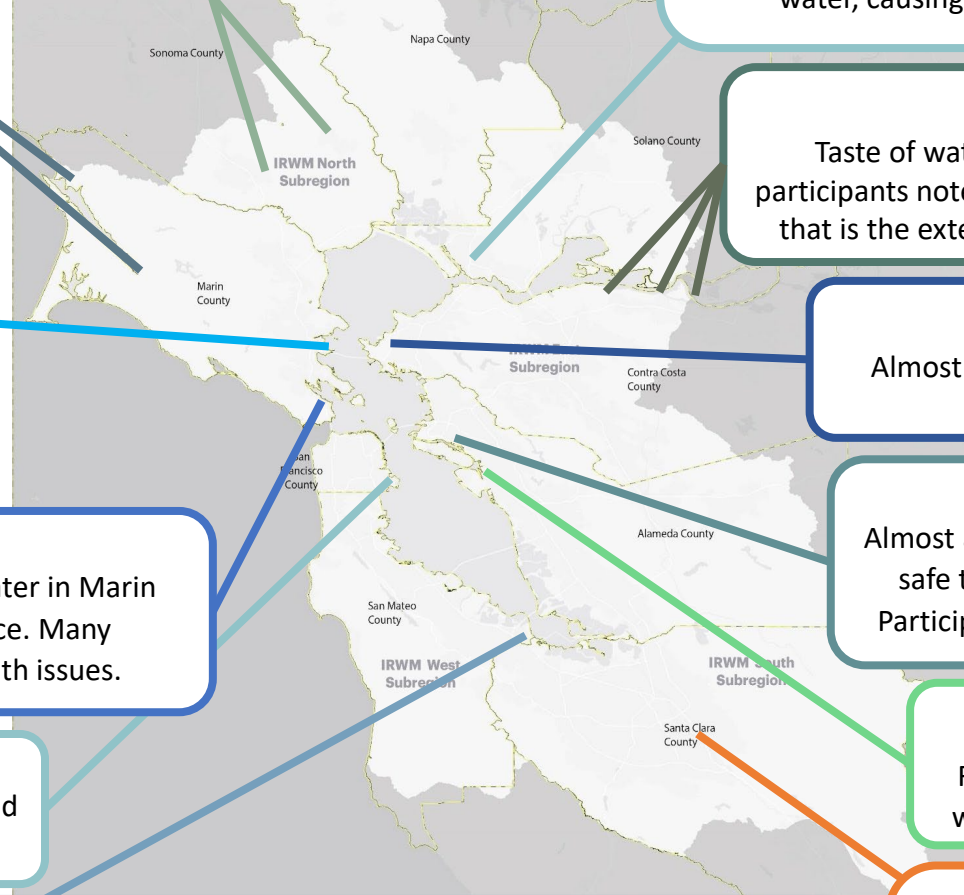 water, causing
Napa County
Sonoma County
Solano County
IRWM North
Subregion
Taste of wat
participants note
that is the exte
Marin
County
Subregion
Contra Costa
County
Almost
San
Francisco
County
Alameda County
Almost
safe t
Particip
ter in Marin
ce. Many
th issues.
San Mateo
County
IRWM West
Subregion
IRWM South
Subregion
Santa Clara
County
d
F
w